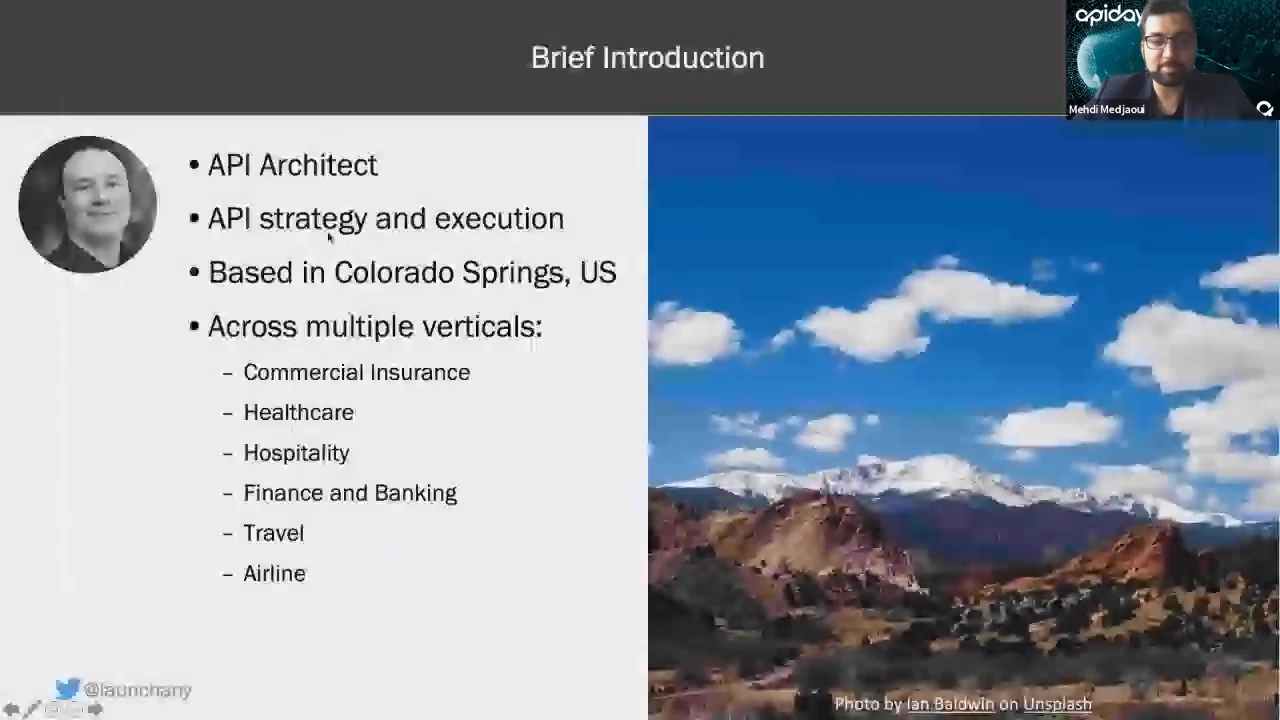 Brief Introduction
apiday
Mehdi Medjaoui
• API Architect
• API strategy and execution
• Based in Colorado Springs, US
• Across multiple verticals:
– Commercial Insurance
– Healthcare
– Hospitality
– Finance and Banking
– Travel
– Airline
@launchany
Photo by Ian Baldwin on Unsplash